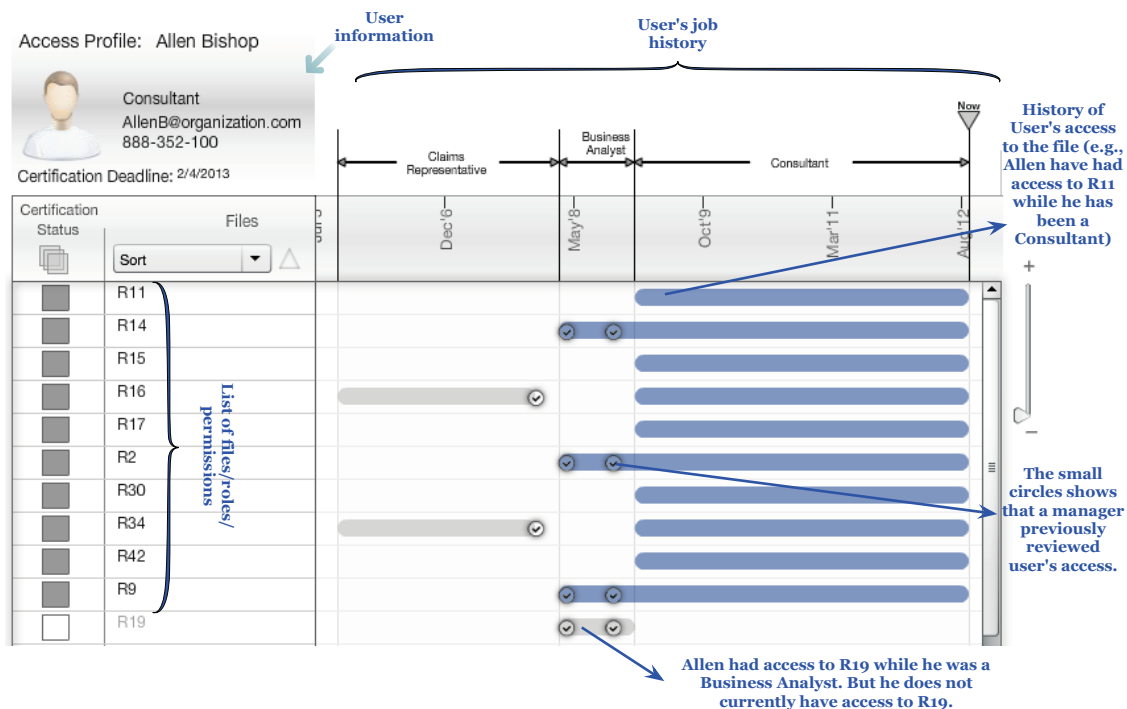 User
information
User's job
history
Access Profile: Allen Bishop
Consultant
AllenB@organization.com
888-352-100
Certification Deadline: 2/4/2013
Now
Claims
Representative
Business
Analyst
Consultant
History of
User's access
to the file (e.g.,
Allen have had
access to R11
while he has
been a
Consultant)
Certification
Status
Files
Sort
Dec'6
May'8
Oct'9
Mar'11
Aug'12
+
−
R11
R14
R15
R16
R17
R2
R30
R34
R42
R9
R19
List of files/roles/
permissions
The small
circles shows
that a manager
previously
reviewed
user's access.
Allen had access to R19 while he was a
Business Analyst. But he does not
currently have access to R19.